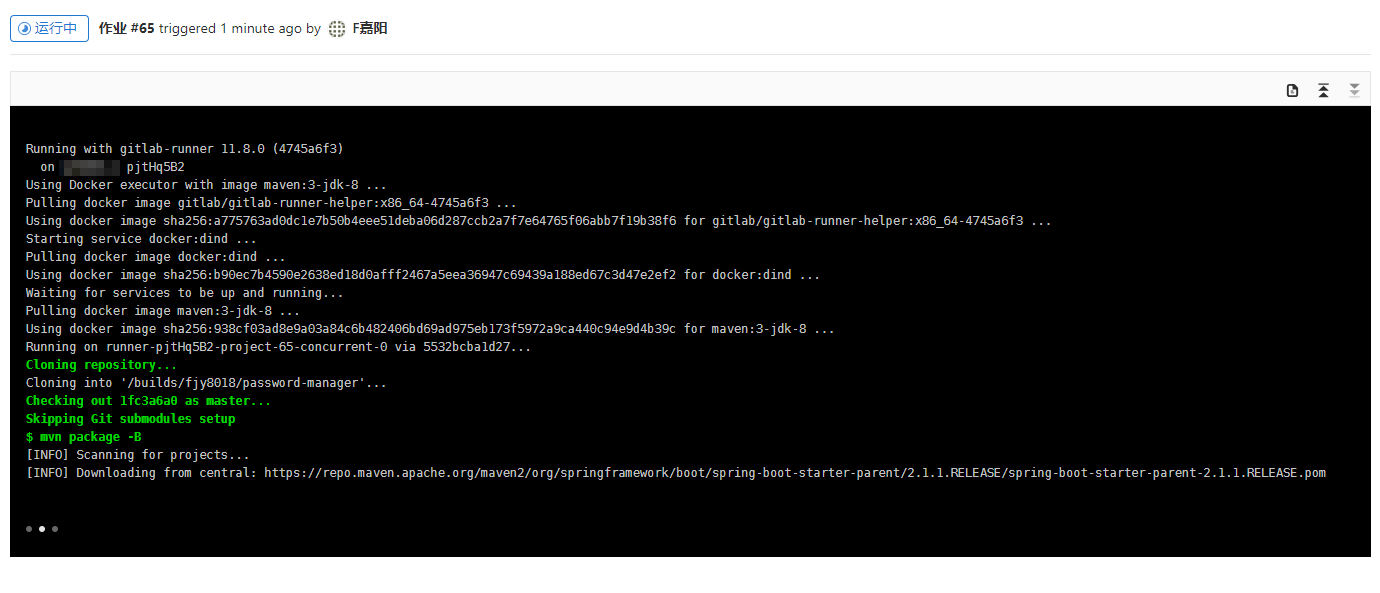 运行中 作业 #65 triggered 1 minute ago by F嘉阳
Running with gitlab-runner 11.8.0 (4745a6f3)
on pjtHq5B2
Using Docker executor with image maven:3-jdk-8 ...
Pulling docker image gitlab/gitlab-runner-helper:x86_64-4745a6f3 ...
Using docker image sha256:a775763ad0dc1e7b50b4eee51deba06d287ccb2a7f7e64765f06abb7f19b38f6 for gitlab/gitlab-runner-helper:x86_64-4745a6f3 ...
Starting service docker:dind ...
Pulling docker image docker:dind ...
Using docker image sha256:b90ec7b4590e2638ed18d0afff2467a5eea36947c69439a188ed67c3d47e2ef2 for docker:dind ...
Waiting for services to be up and running...
Pulling docker image maven:3-jdk-8 ...
Using docker image sha256:938cf03ad8e9a03a84c6b482406bd69ad975eb173f5972a9ca440c94e9d4b39c for maven:3-jdk-8 ...
Running on runner-pjtHq5B2-project-65-concurrent-0 via 5532bcba1d27...
Cloning repository...
Cloning into '/builds/fjy8018/password-manager'...
Checking out 1fc3a6a0 as master...
Skipping Git submodules setup
$ mvn package -B
[INFO] Scanning for projects...
[INFO] Downloading from central: https://repo.maven.apache.org/maven2/org/springframework/boot/spring-boot-starter-parent/2.1.1.RELEASE/spring-boot-starter-parent-2.1.1.RELEASE.pom